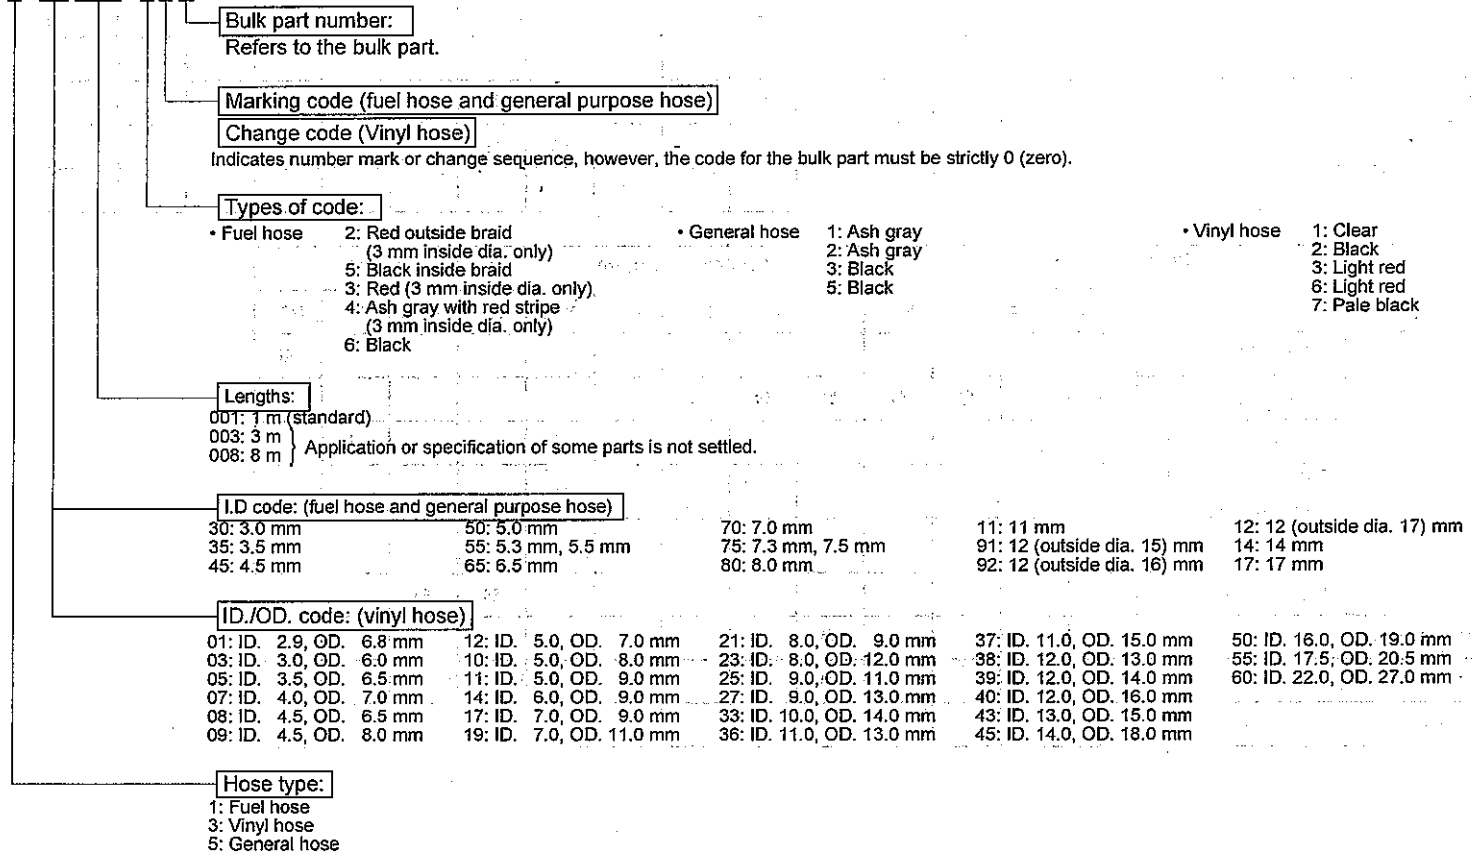 Bulk part number:
Refers to the bulk part.
Marking code (fuel hose and general purpose hose)
Change code (Vinyl hose)
Indicates number mark or change sequence, however, the code for the bulk part must be strictly 0 (zero).
Types of code:
• Fuel hose 2: Red outside braid • General hose 1: Ash gray • Vinyl hose 1: Clear
(3 mm inside dia. only) 2: Ash gray 2: Black
5: Black inside braid 3: Black 3: Light red
3: Red (3 mm inside dia. only) 5: Black 6: Light red
4: Ash gray with red stripe 7: Pale black
(3 mm inside dia. only)
6: Black
Lengths:
001: 1 m (standard)
003: 3 m
008: 8 m } Application or specification of some parts is not settled.
I.D code: (fuel hose and general purpose hose)
30: 3.0 mm 50: 5.0 mm 70: 7.0 mm 11: 11 mm 12: 12 (outside dia. 17) mm
35: 3.5 mm 55: 5.3 mm, 5.5 mm 75: 7.3 mm, 7.5 mm 91: 12 (outside dia. 15) mm 14: 14 mm
45: 4.5 mm 65: 6.5 mm 80: 8.0 mm 92: 12 (outside dia. 16) mm 17: 17 mm
ID./OD. code: (vinyl hose)
01: ID. 2.9, OD. 6.8 mm 12: ID. 5.0, OD. 7.0 mm 21: ID. 8.0, OD. 9.0 mm 37: ID. 11.0, OD. 15.0 mm 50: ID. 16.0, OD. 19.0 mm
03: ID. 3.0, OD. 6.0 mm 10: ID. 5.0, OD. 8.0 mm 23: ID. 8.0, OD. 12.0 mm 38: ID. 12.0, OD. 13.0 mm 55: ID. 17.5, OD. 20.5 mm
05: ID. 3.5, OD. 6.5 mm 11: ID. 5.0, OD. 9.0 mm 25: ID. 9.0, OD. 11.0 mm 39: ID. 12.0, OD. 14.0 mm 60: ID. 22.0, OD. 27.0 mm
07: ID. 4.0, OD. 7.0 mm 14: ID. 6.0, OD. 9.0 mm 27: ID. 9.0, OD. 13.0 mm 40: ID. 12.0, OD. 16.0 mm
08: ID. 4.5, OD. 6.5 mm 17: ID. 7.0, OD. 9.0 mm 33: ID. 10.0, OD. 14.0 mm 43: ID. 13.0, OD. 15.0 mm
09: ID. 4.5, OD. 8.0 mm 19: ID. 7.0, OD. 11.0 mm 36: ID. 11.0, OD. 13.0 mm 45: ID. 14.0, OD. 18.0 mm
Hose type:
1: Fuel hose
3: Vinyl hose
5: General hose